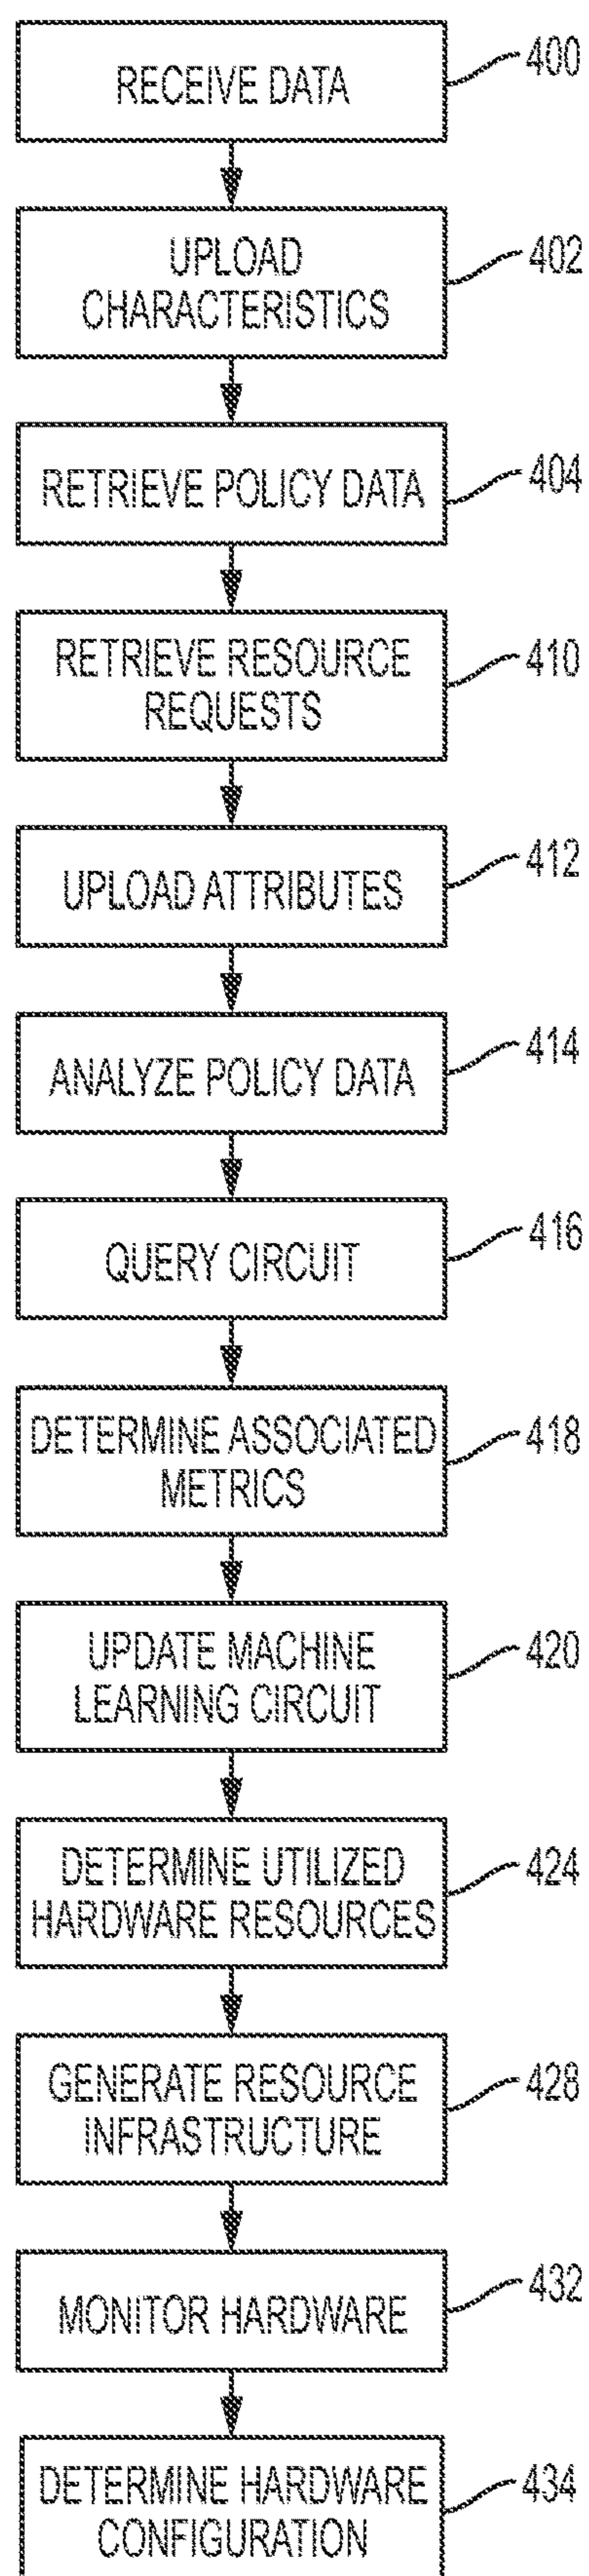 RECEIVE DATA
400
UPLOAD
CHARACTERISTICS
402
RETRIEVE POLICY DATA
404
RETRIEVE RESOURCE
REQUESTS
410
UPLOAD ATTRIBUTES
412
ANALYZE POLICY DATA
414
QUERY CIRCUIT
416
DETERMINE ASSOCIATED
METRICS
418
UPDATE MACHINE
LEARNING CIRCUIT
420
DETERMINE UTILIZED
HARDWARE RESOURCES
424
GENERATE RESOURCE
INFRASTRUCTURE
428
MONITOR HARDWARE
432
DETERMINE HARDWARE
CONFIGURATION
434